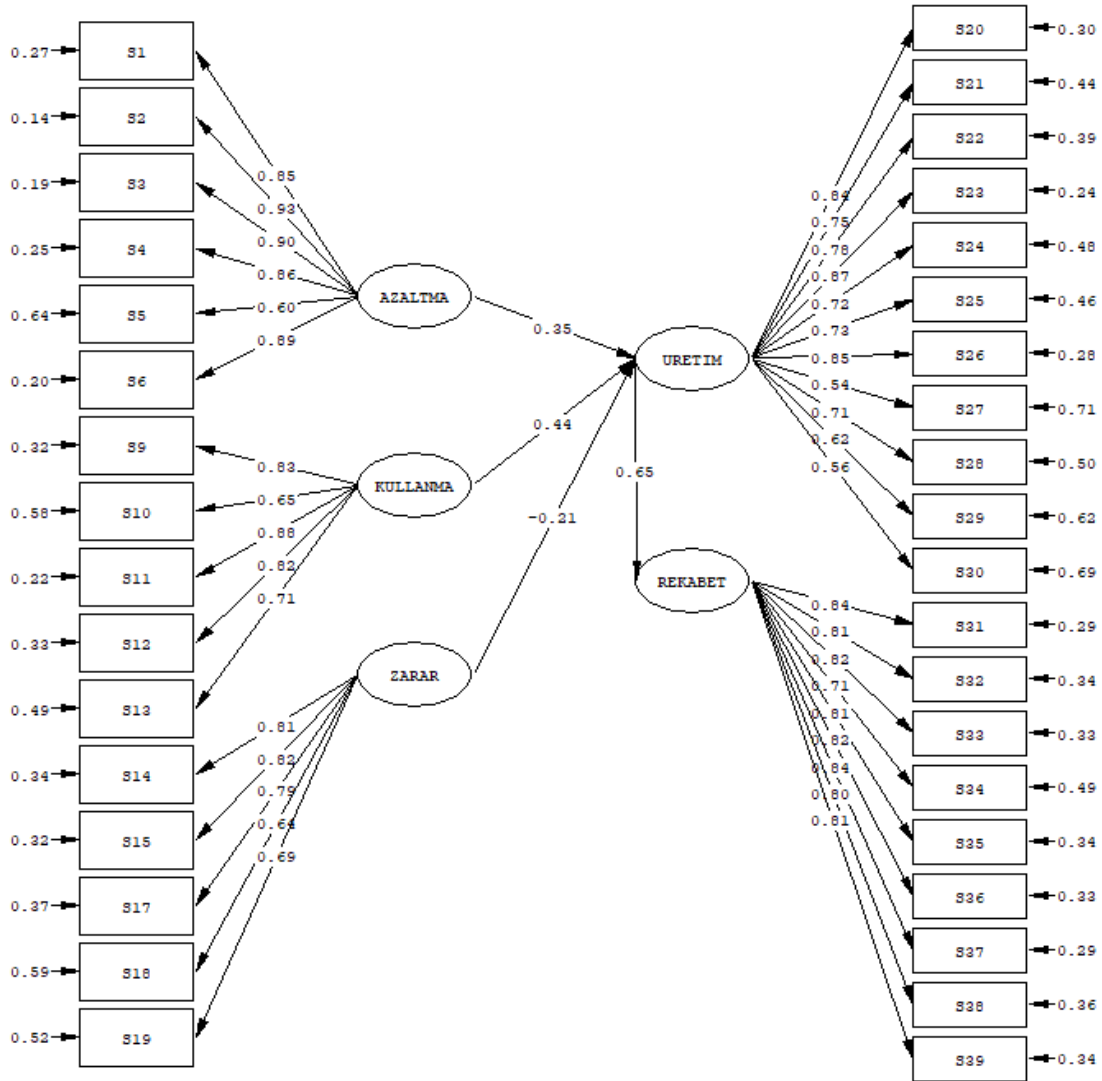 0.27 S1
0.14 S2
0.19 S3
0.25 S4
0.64 S5
0.20 S6
0.32 S9
0.58 S10
0.22 S11
0.33 S12
0.49 S13
0.34 S14
0.32 S15
0.37 S17
0.59 S18
0.52 S19
0.85
0.93
0.90
0.86
0.60
0.89
0.83
0.65
0.88
0.82
0.71
0.81
0.82
0.79
0.64
0.69
AZALTMA
KULLANMA
ZARAR
0.35
0.44
-0.21
URETIM
0.65
REKABET
0.84
0.75
0.78
0.87
0.72
0.73
0.85
0.54
0.71
0.62
0.56
0.84
0.81
0.82
0.71
0.81
0.82
0.84
0.80
0.81
S20 0.30
S21 0.44
S22 0.39
S23 0.24
S24 0.48
S25 0.46
S26 0.28
S27 0.71
S28 0.50
S29 0.62
S30 0.69
S31 0.29
S32 0.34
S33 0.33
S34 0.49
S35 0.34
S36 0.33
S37 0.29
S38 0.36
S39 0.34